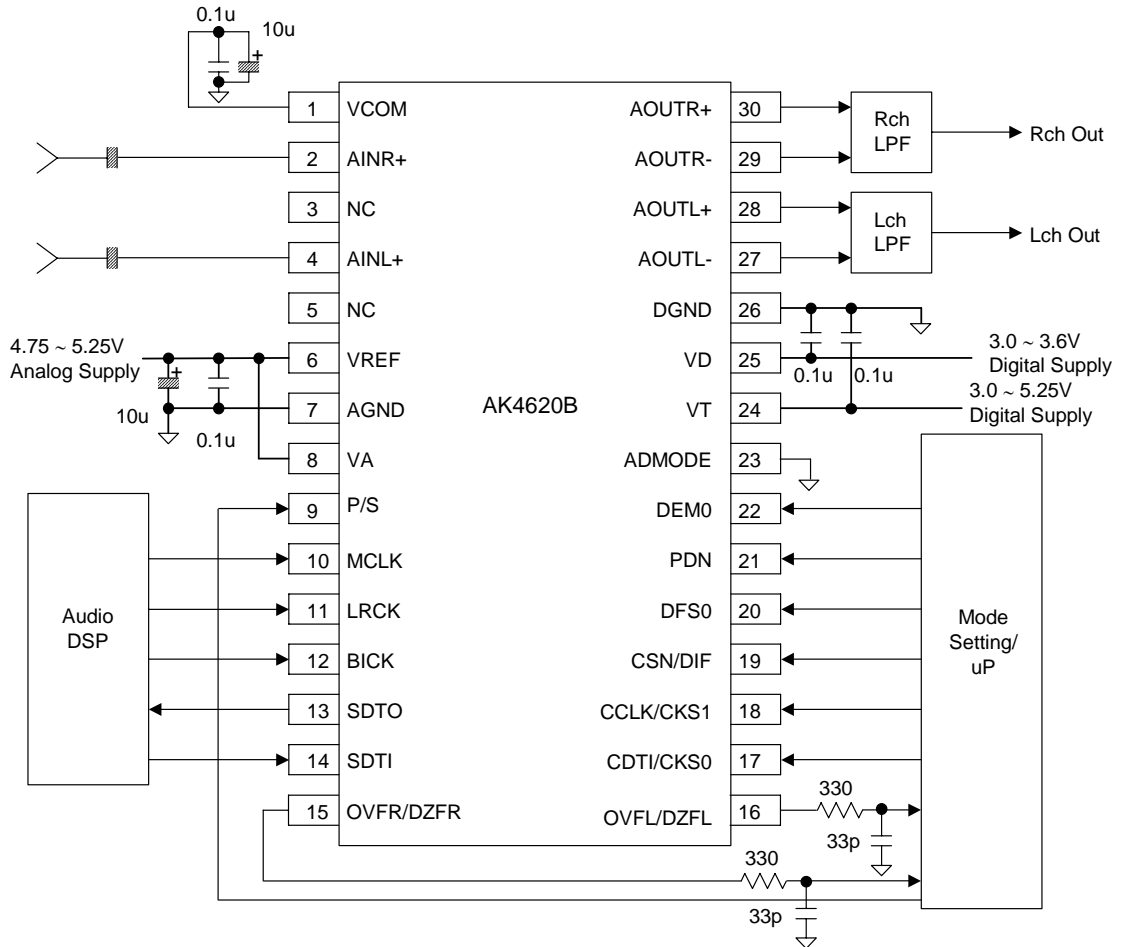 0.1u
10u
+
1 VCOM AOUTR+ 30
Rch
LPF
Rch Out
2 AINR+ AOUTR- 29
3 NC AOUTL+ 28
Lch
LPF
Lch Out
4 AINL+ AOUTL- 27
5 NC DGND 26
4.75 ~ 5.25V
Analog Supply
6 VREF VD 25
3.0 ~ 3.6V
Digital Supply
0.1u 0.1u
+
10u
0.1u
7 AGND AK4620B VT 24
3.0 ~ 5.25V
Digital Supply
8 VA ADMODE 23
9 P/S DEM0 22
10 MCLK PDN 21
Audio
DSP
11 LRCK DFS0 20
Mode
Setting/
uP
12 BICK CSN/DIF 19
13 SDTO CCLK/CKS1 18
14 SDTI CDTI/CKS0 17
15 OVFR/DZFR OVFL/DZFL 16
330
33p
330
33p